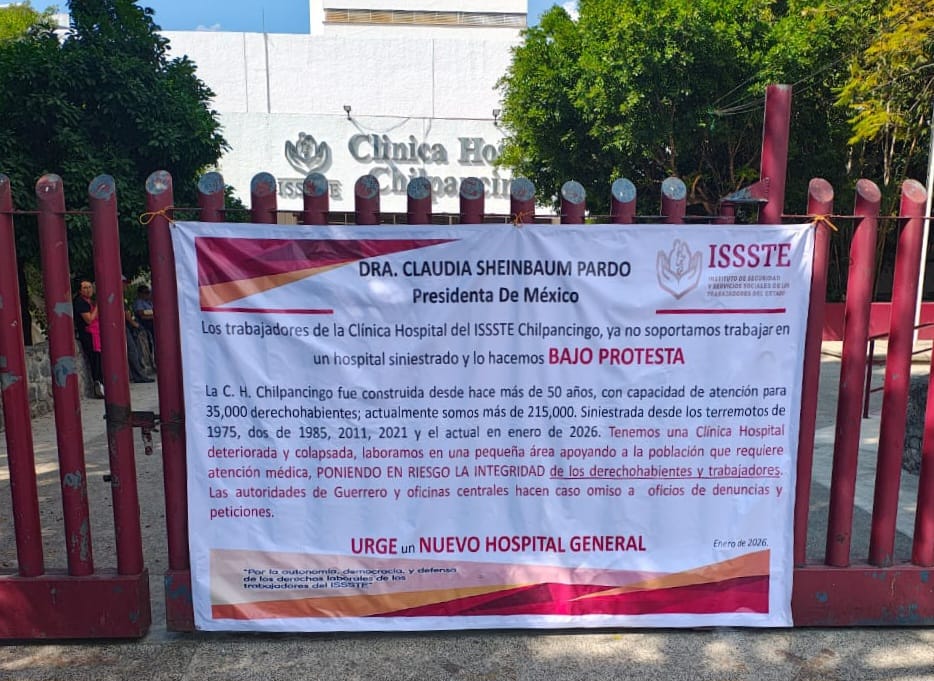 Clínica Ho
ISSSTE Chilpancin
DRA. CLAUDIA SHEINBAUM PARDO
Presidenta De México
ISSSTE
INSTITUTO DE SEGURIDAD
Y SERVICIOS SOCIALES DE LOS
TRABAJADORES DEL ESTADO
Los trabajadores de la Clínica Hospital del ISSSTE Chilpancingo, ya no soportamos trabajar en
un hospital siniestrado y lo hacemos BAJO PROTESTA
La C. H. Chilpancingo fue construida desde hace más de 50 años, con capacidad de atención para
35,000 derechohabientes; actualmente somos más de 215,000. Siniestrada desde los terremotos de
1975, dos de 1985, 2011, 2021 y el actual en enero de 2026. Tenemos una Clínica Hospital
deteriorada y colapsada, laboramos en una pequeña área apoyando a la población que requiere
atención médica, PONIENDO EN RIESGO LA INTEGRIDAD de los derechohabientes y trabajadores.
Las autoridades de Guerrero y oficinas centrales hacen caso omiso a oficios de denuncias y
peticiones.
URGE un NUEVO HOSPITAL GENERAL
Enero de 2026.
"Por la autonomía, democracia, y defensa
de los derechos laborales de los
trabajadores del ISSSTE"